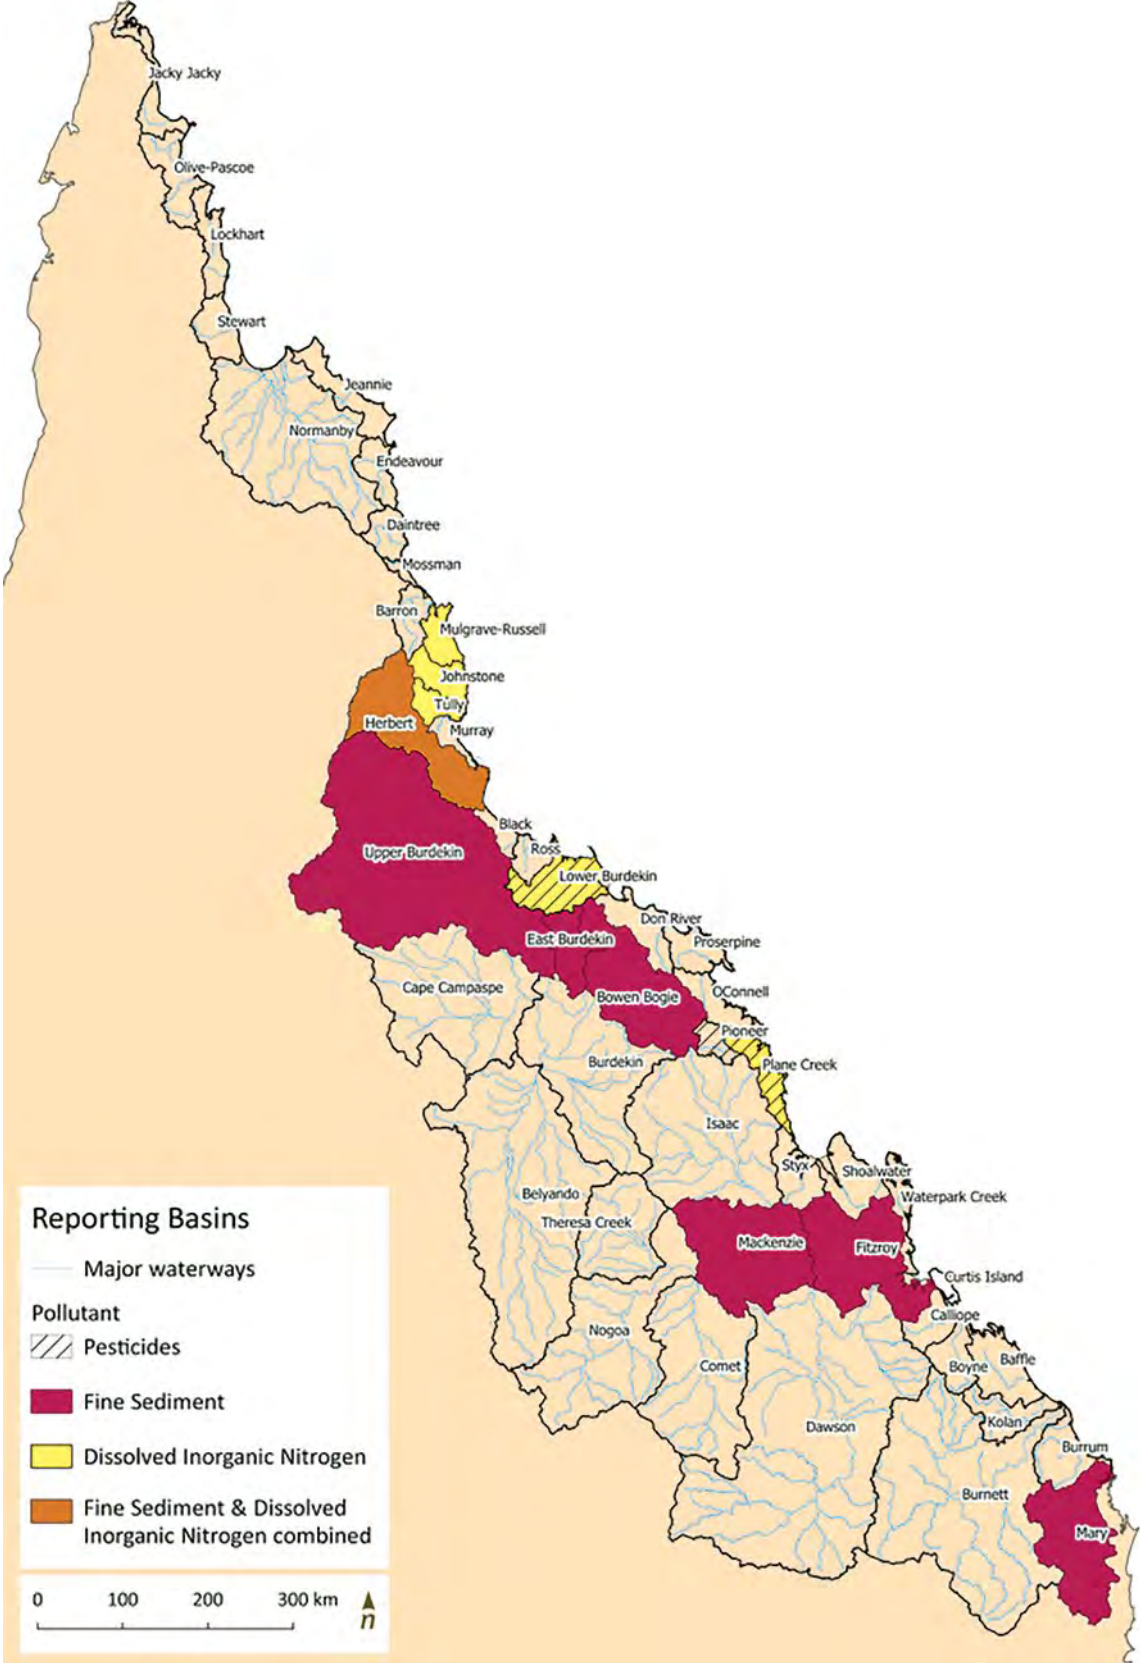 Jacky Jacky
Olive-Pascoe
Lockhart
Stewart
Jeannie
Normanby
Endeavour
Daintree
Mossman
Barron
Mulgrave-Russell
Johnstone
Tully
Herbert
Murray
Black
Ross
Upper Burdekin
Lower Burdekin
Don River
East Burdekin
Proserpine
Cape Campaspe
OConnell
Bowen Bogie
Pioneer
Burdekin
Plane Creek
Isaac
Styx
Shoalwater
Belyando
Waterpark Creek
Theresa Creek
Mackenzie
Fitzroy
Curtis Island
Calliope
Nogoa
Comet
Boyne
Baffle
Dawson
Kolan
Burrum
Burnett
Mary
Reporting Basins
Major waterways
Pollutant
Pesticides
Fine Sediment
Dissolved Inorganic Nitrogen
Fine Sediment & Dissolved
Inorganic Nitrogen combined
0 100 200 300 km
n